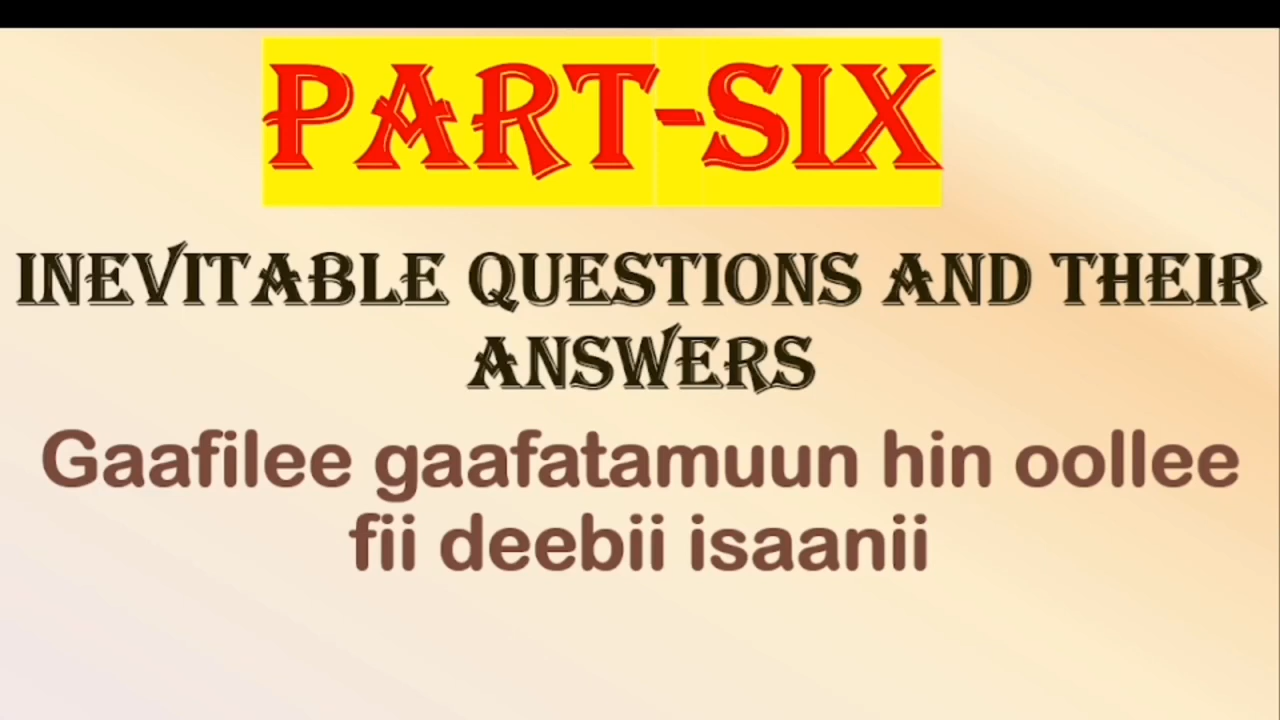 PART-SIX
INEVITABLE QUESTIONS AND THEIR
ANSWERS
Gaafilee gaafatamuun hin oollee
fii deebii isaanii